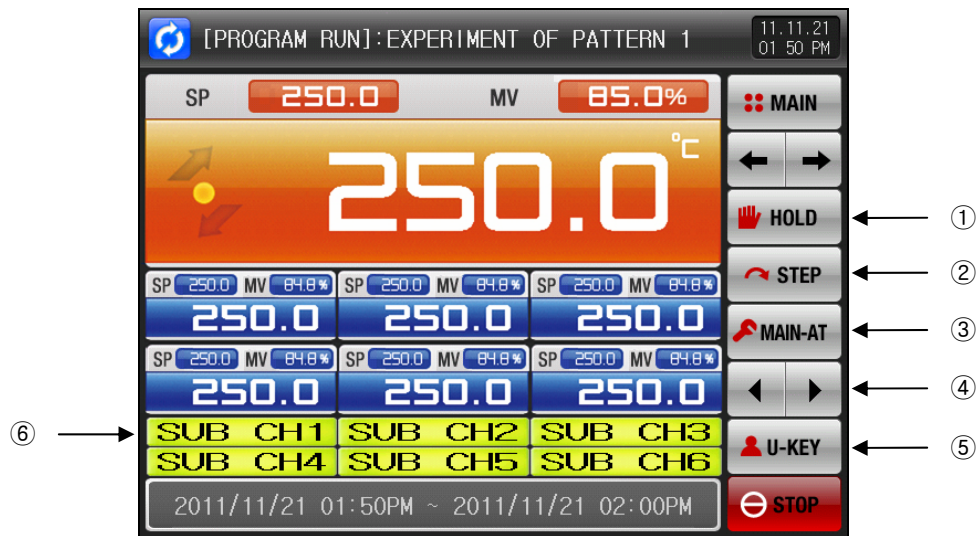 [PROGRAM RUN]:EXPERIMENT OF PATTERN 1
11.11.21
01 50 PM
SP 250.0 MV 85.0%
250.0 ℃
MAIN
HOLD ①
STEP ②
MAIN-AT ③
④
U-KEY ⑤
STOP
SP 250.0 MV 84.8% SP 250.0 MV 84.8% SP 250.0 MV 84.8%
250.0 250.0 250.0
SP 250.0 MV 84.8% SP 250.0 MV 84.8% SP 250.0 MV 84.8%
250.0 250.0 250.0
⑥ SUB CH1 SUB CH2 SUB CH3
SUB CH4 SUB CH5 SUB CH6
2011/11/21 01:50PM ~ 2011/11/21 02:00PM